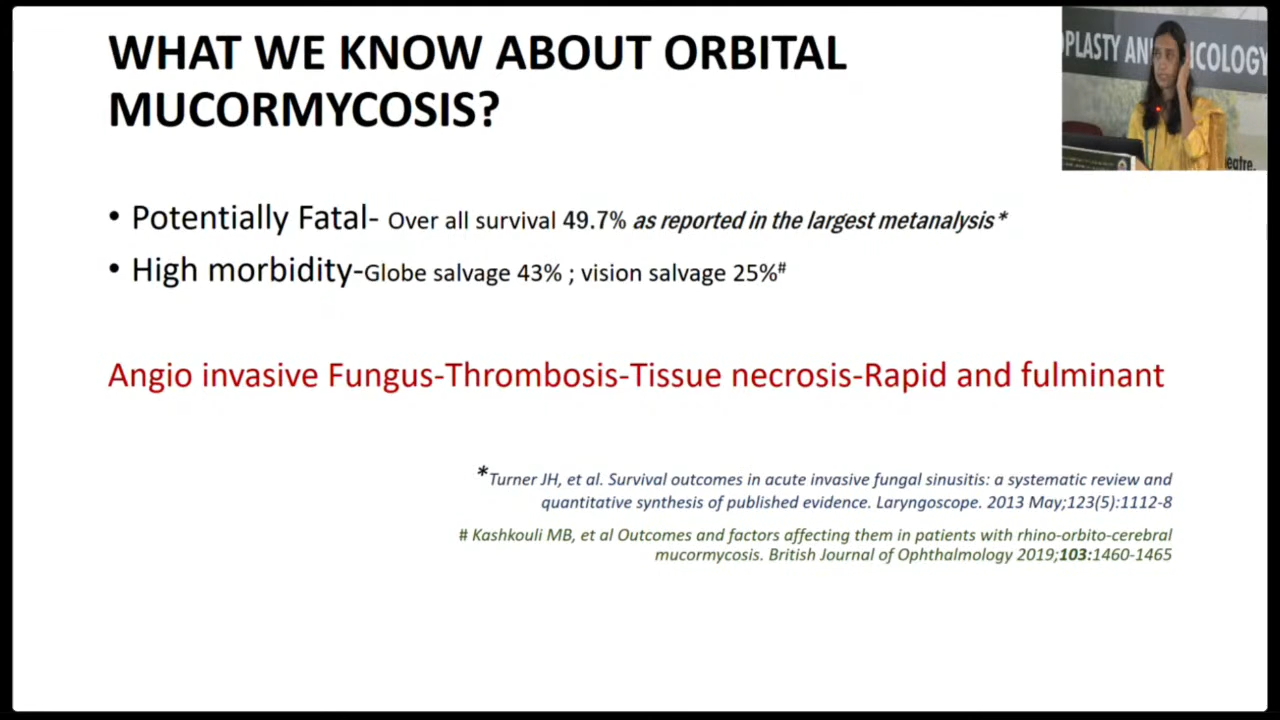 WHAT WE KNOW ABOUT ORBITAL
MUCORMYCOSIS?
• Potentially Fatal- Over all survival 49.7% as reported in the largest metanalysis*
• High morbidity-Globe salvage 43% ; vision salvage 25%#
Angio invasive Fungus-Thrombosis-Tissue necrosis-Rapid and fulminant
*Turner JH, et al. Survival outcomes in acute invasive fungal sinusitis: a systematic review and
quantitative synthesis of published evidence. Laryngoscope. 2013 May;123(5):1112-8
# Kashkouli MB, et al Outcomes and factors affecting them in patients with rhino-orbito-cerebral
mucormycosis. British Journal of Ophthalmology 2019;103:1460-1465
OPLASTY AN NCOLOGY
eatre.